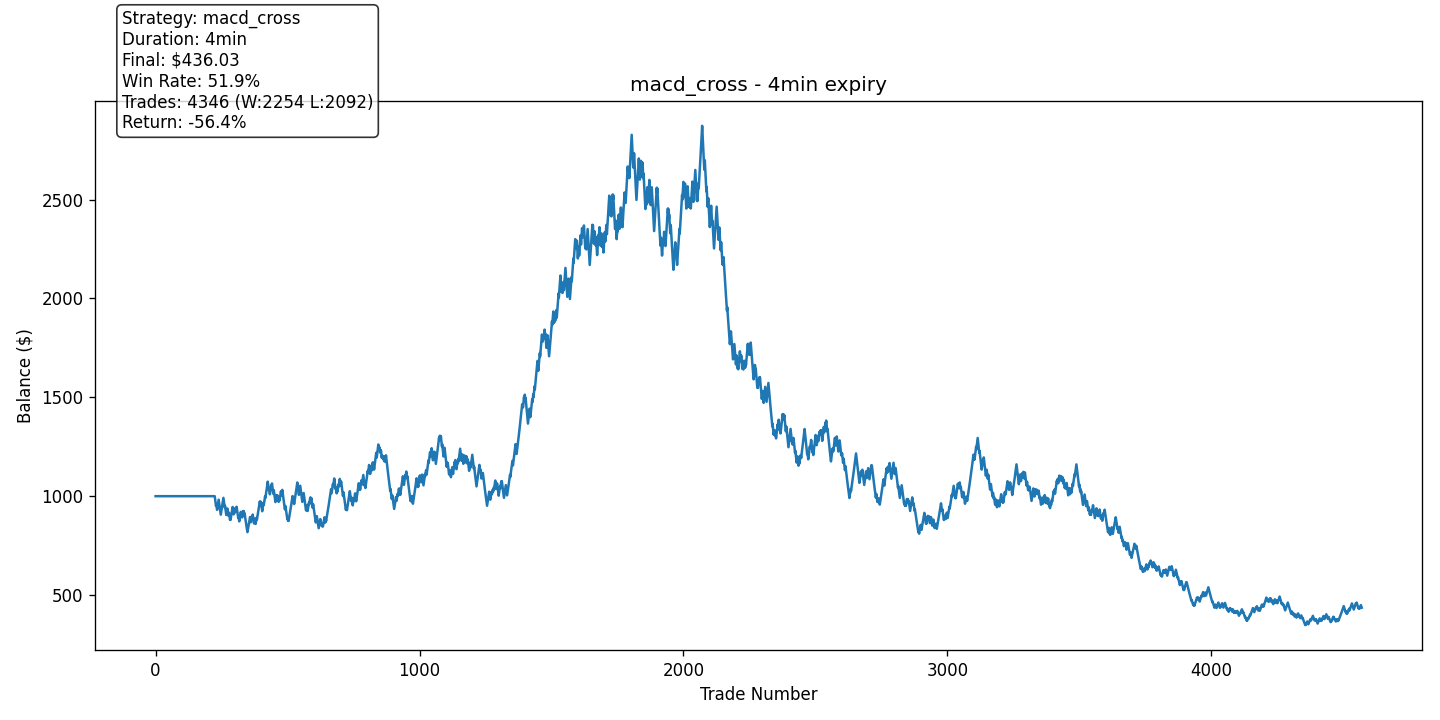 Strategy: macd_cross
Duration: 4min
Final: $436.03
Win Rate: 51.9%
Trades: 4346 (W:2254 L:2092)
Return: -56.4%
macd_cross - 4min expiry
Balance ($)
2500
2000
1500
1000
500
0
1000
2000
3000
4000
Trade Number